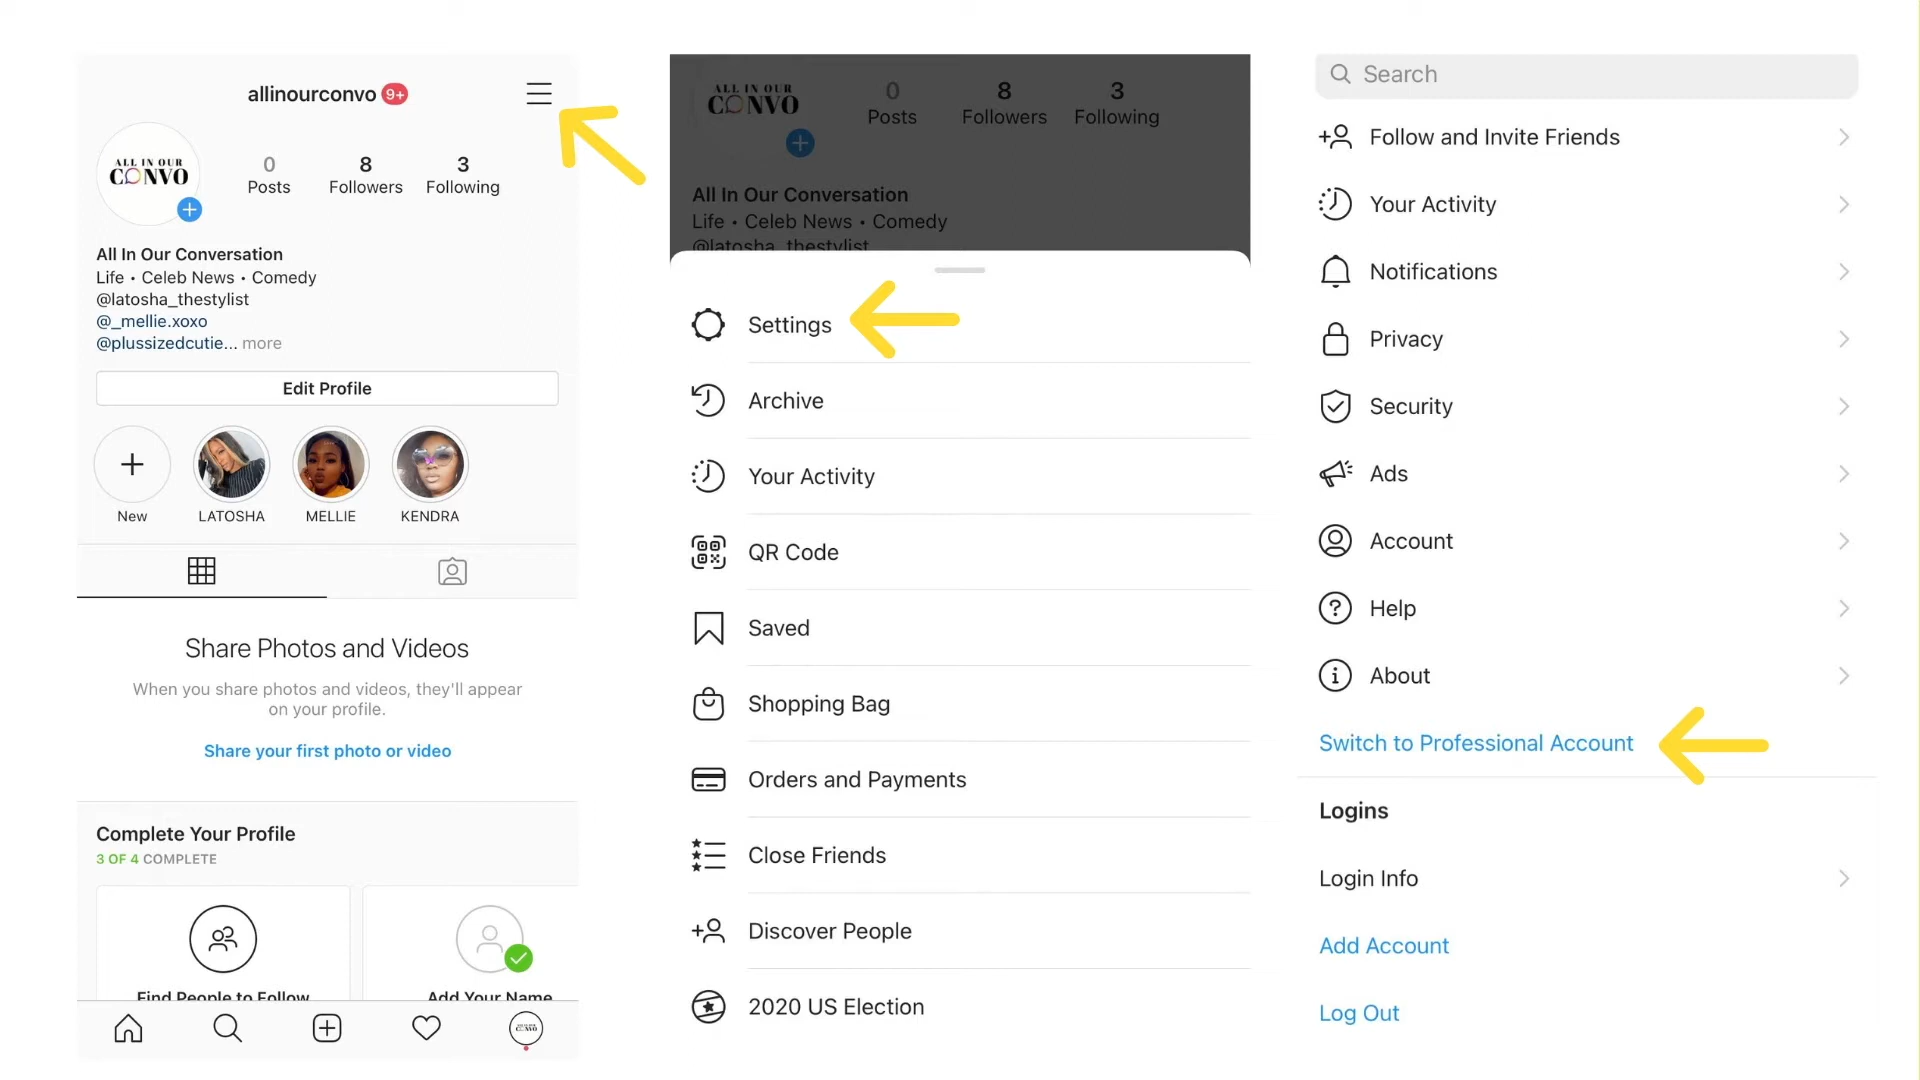 allinourconvo 9+
ALL IN OUR
CONVO
0
Posts
8
Followers
3
Following
All In Our Conversation
Life • Celeb News • Comedy
@latosha_thestylist
@_mellie.xoxo
@plussizedcutie... more
Edit Profile
New
LATOSHA
MELLIE
KENDRA
Share Photos and Videos
When you share photos and videos, they'll appear
on your profile.
Share your first photo or video
Complete Your Profile
3 OF 4 COMPLETE
Find People to Follow
Add Your Name
ALL IN OUR
CONVO
0
Posts
8
Followers
3
Following
All In Our Conversation
Life • Celeb News • Comedy
@latosha_thestylist
Settings
Archive
Your Activity
QR Code
Saved
Shopping Bag
Orders and Payments
Close Friends
Discover People
2020 US Election
Search
Follow and Invite Friends
Your Activity
Notifications
Privacy
Security
Ads
Account
Help
About
Switch to Professional Account
Logins
Login Info
Add Account
Log Out